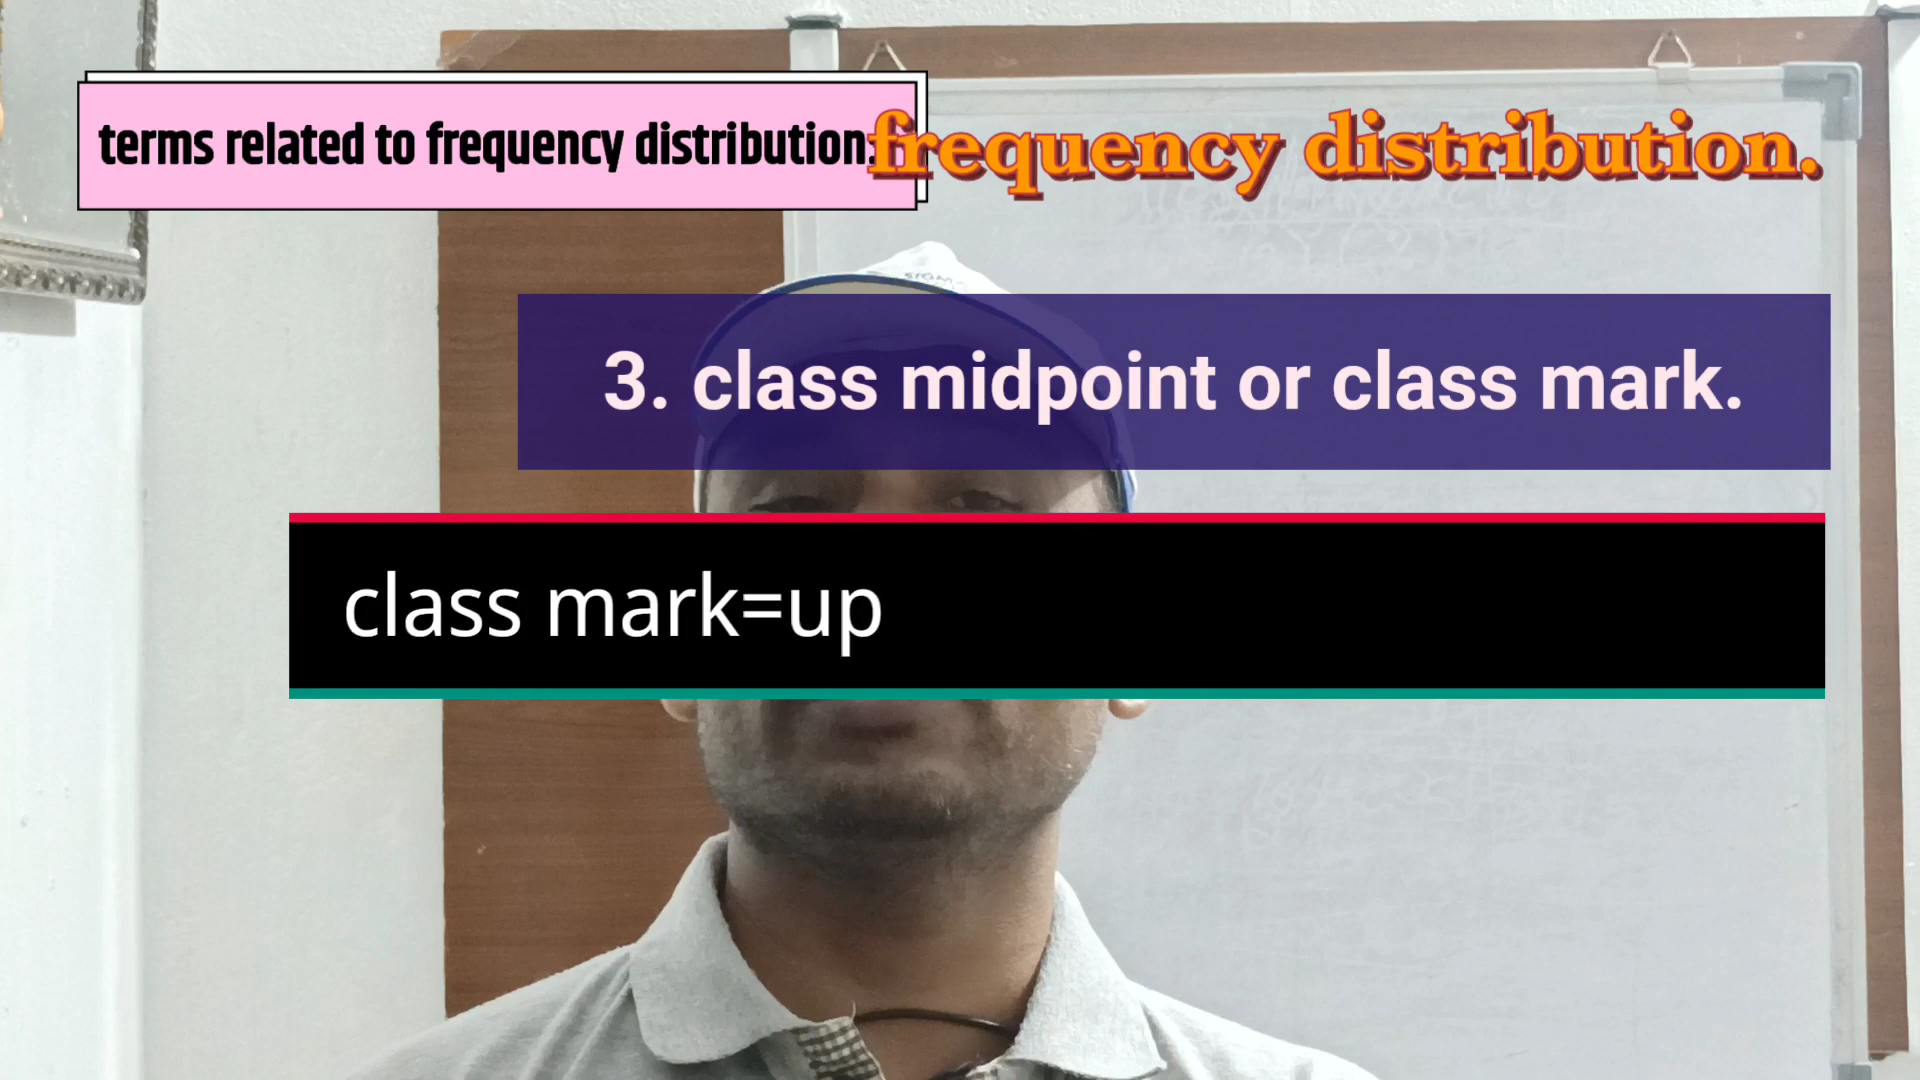 terms related to frequency distribution.
frequency distribution.
3. class midpoint or class mark.
class mark=up